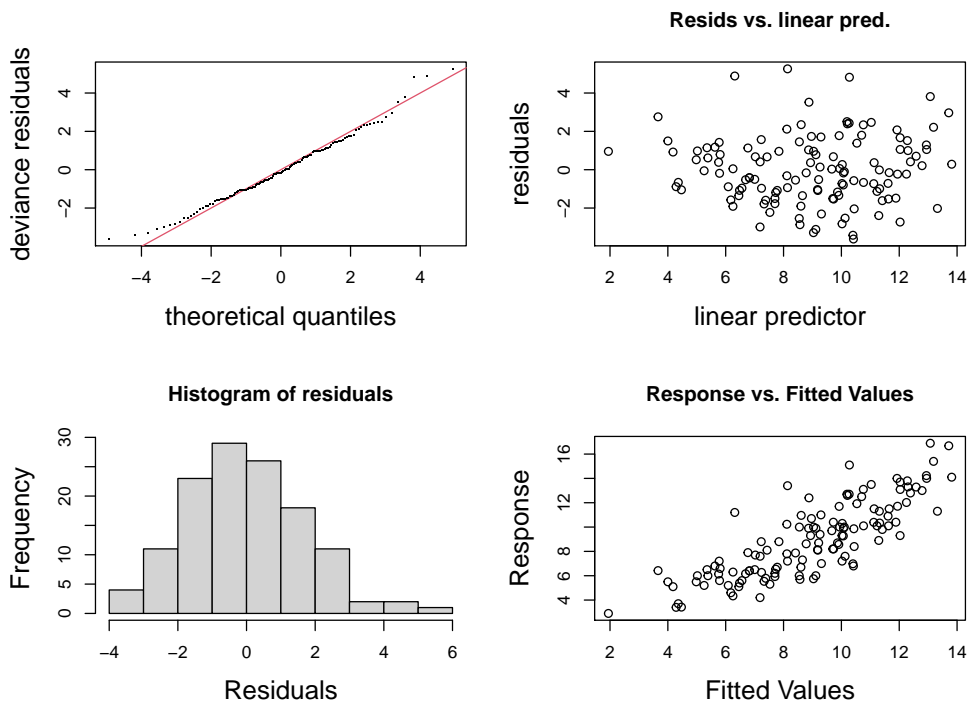 deviance residuals
4
2
0
−2
−4 −2 0 2 4
theoretical quantiles
Resids vs. linear pred.
residuals
4
2
0
−2
2 4 6 8 10 12 14
linear predictor
Histogram of residuals
Frequency
30
20
10
5
0
−4 −2 0 2 4 6
Residuals
Response vs. Fitted Values
Response
16
12
8
6
4
2 4 6 8 10 12 14
Fitted Values